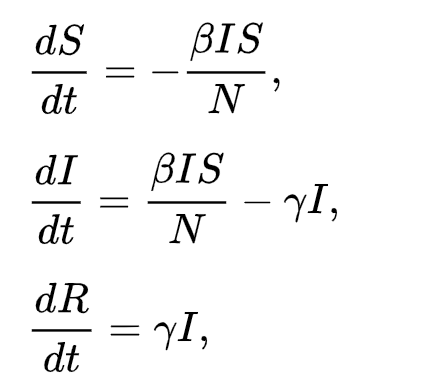 dS/dt = −βIS/N,
dI/dt = βIS/N − γI,
dR/dt = γI,